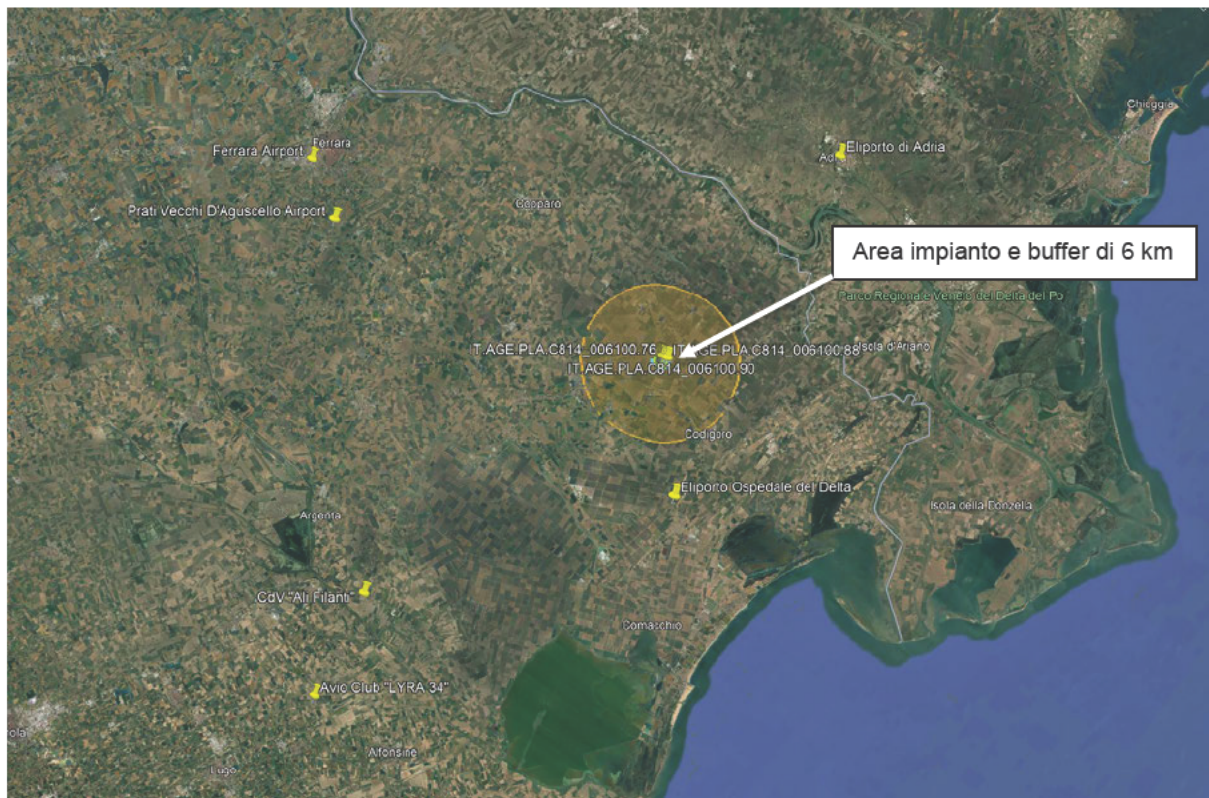 Chioggia
Ferrara Airport
Ferrara
Eliporto di Adria
Adria
Prati Vecchi D'Aguscello Airport
Copparo
Area impianto e buffer di 6 km
Parco Regionale Veneto del Delta del Po
IT.AGE.PLA.C814_006100.76
IT.AGE.PLA.C814_006100.88
Isola d'Ariano
IT.AGE.PLA.C814_006100.90
Codigoro
Eliporto Ospedale del Delta
Isola della Donzella
Argenta
CdV "Ali Filanti"
Comacchio
Avio Club "LYRA 34"
ola
Alfonsine
Lugo